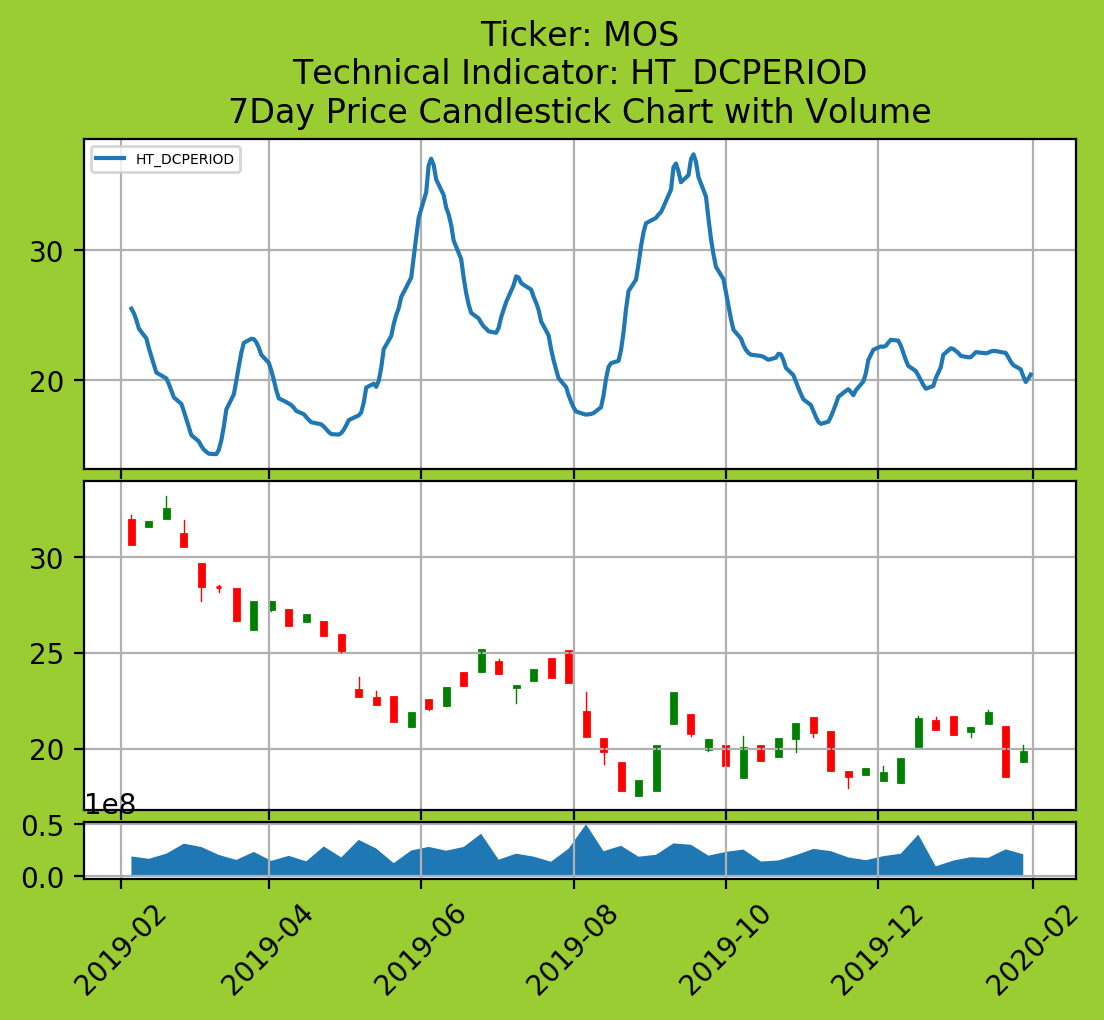 Ticker: MOS
Technical Indicator: HT_DCPERIOD
7Day Price Candlestick Chart with Volume
HT_DCPERIOD
30
20
30
25
20
1e8
0.5
0.0
2019-02
2019-04
2019-06
2019-08
2019-10
2019-12
2020-02